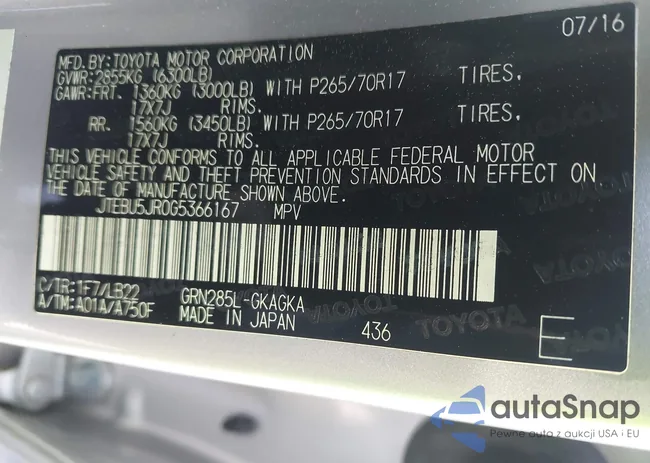 07/16
MFD. BY: TOYOTA MOTOR CORPORATION
GVWR: 2855KG (6300LB)
GAWR: FRT. 1360KG (3000LB) WITH P265/70R17 TIRES,
17X7J RIMS.
RR. 1560KG (3450LB) WITH P265/70R17 TIRES,
17X7J RIMS.
THIS VEHICLE CONFORMS TO ALL APPLICABLE FEDERAL MOTOR
VEHICLE SAFETY AND THEFT PREVENTION STANDARDS IN EFFECT ON
THE DATE OF MANUFACTURE SHOWN ABOVE.
JTEBU5JR0G5366167 MPV
C/TR: 1F7/LB22
A/TM: A01A/A750F
GRN285L-GKAGKA
MADE IN JAPAN
436
E
TOYOTA
autaSnap
Pewne auta z aukcji USA i EU